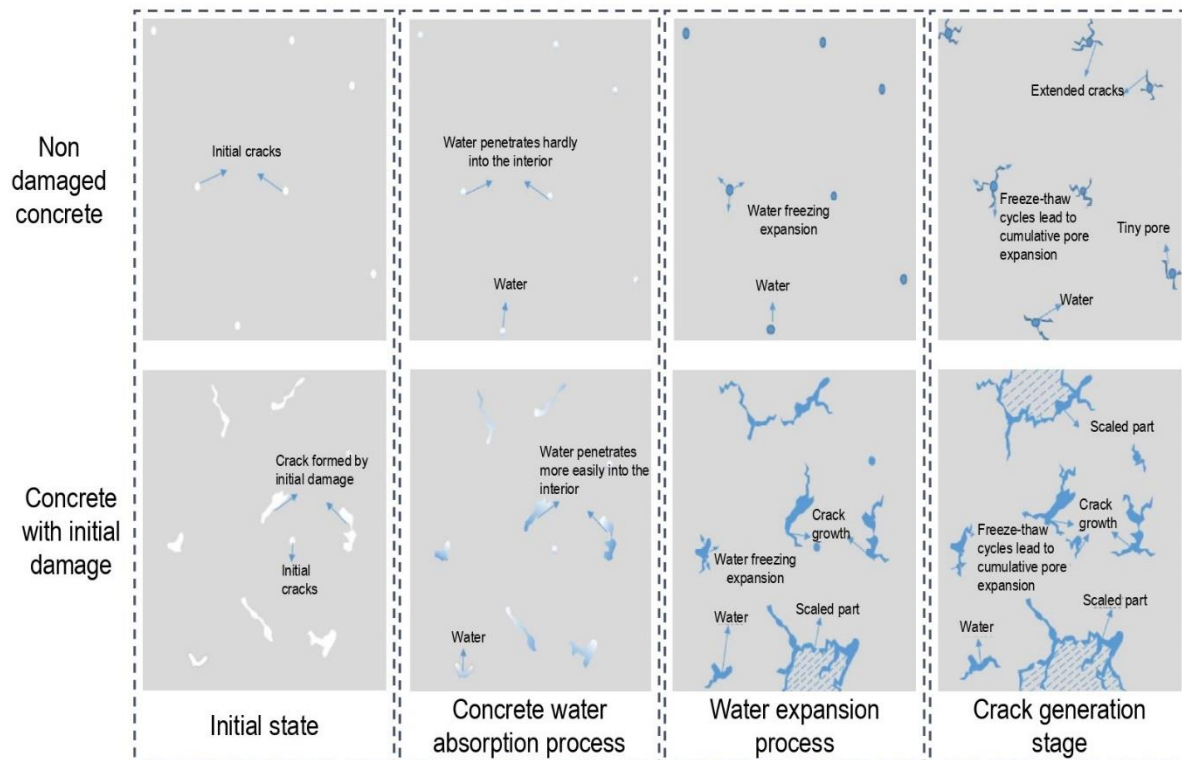 Non
damaged
concrete
Initial cracks
Water penetrates hardly
into the interior
Water
Water freezing
expansion
Water
Extended cracks
Freeze-thaw
cycles lead to
cumulative pore
expansion
Tiny pore
Water
Concrete
with initial
damage
Crack formed by
initial damage
Initial
cracks
Water penetrates
more easily into the
interior
Water
Crack
growth
Water freezing
expansion
Water
Scaled part
Scaled part
Crack
growth
Freeze-thaw
cycles lead to
cumulative pore
expansion
Scaled part
Water
Initial state
Concrete water
absorption process
Water expansion
process
Crack generation
stage